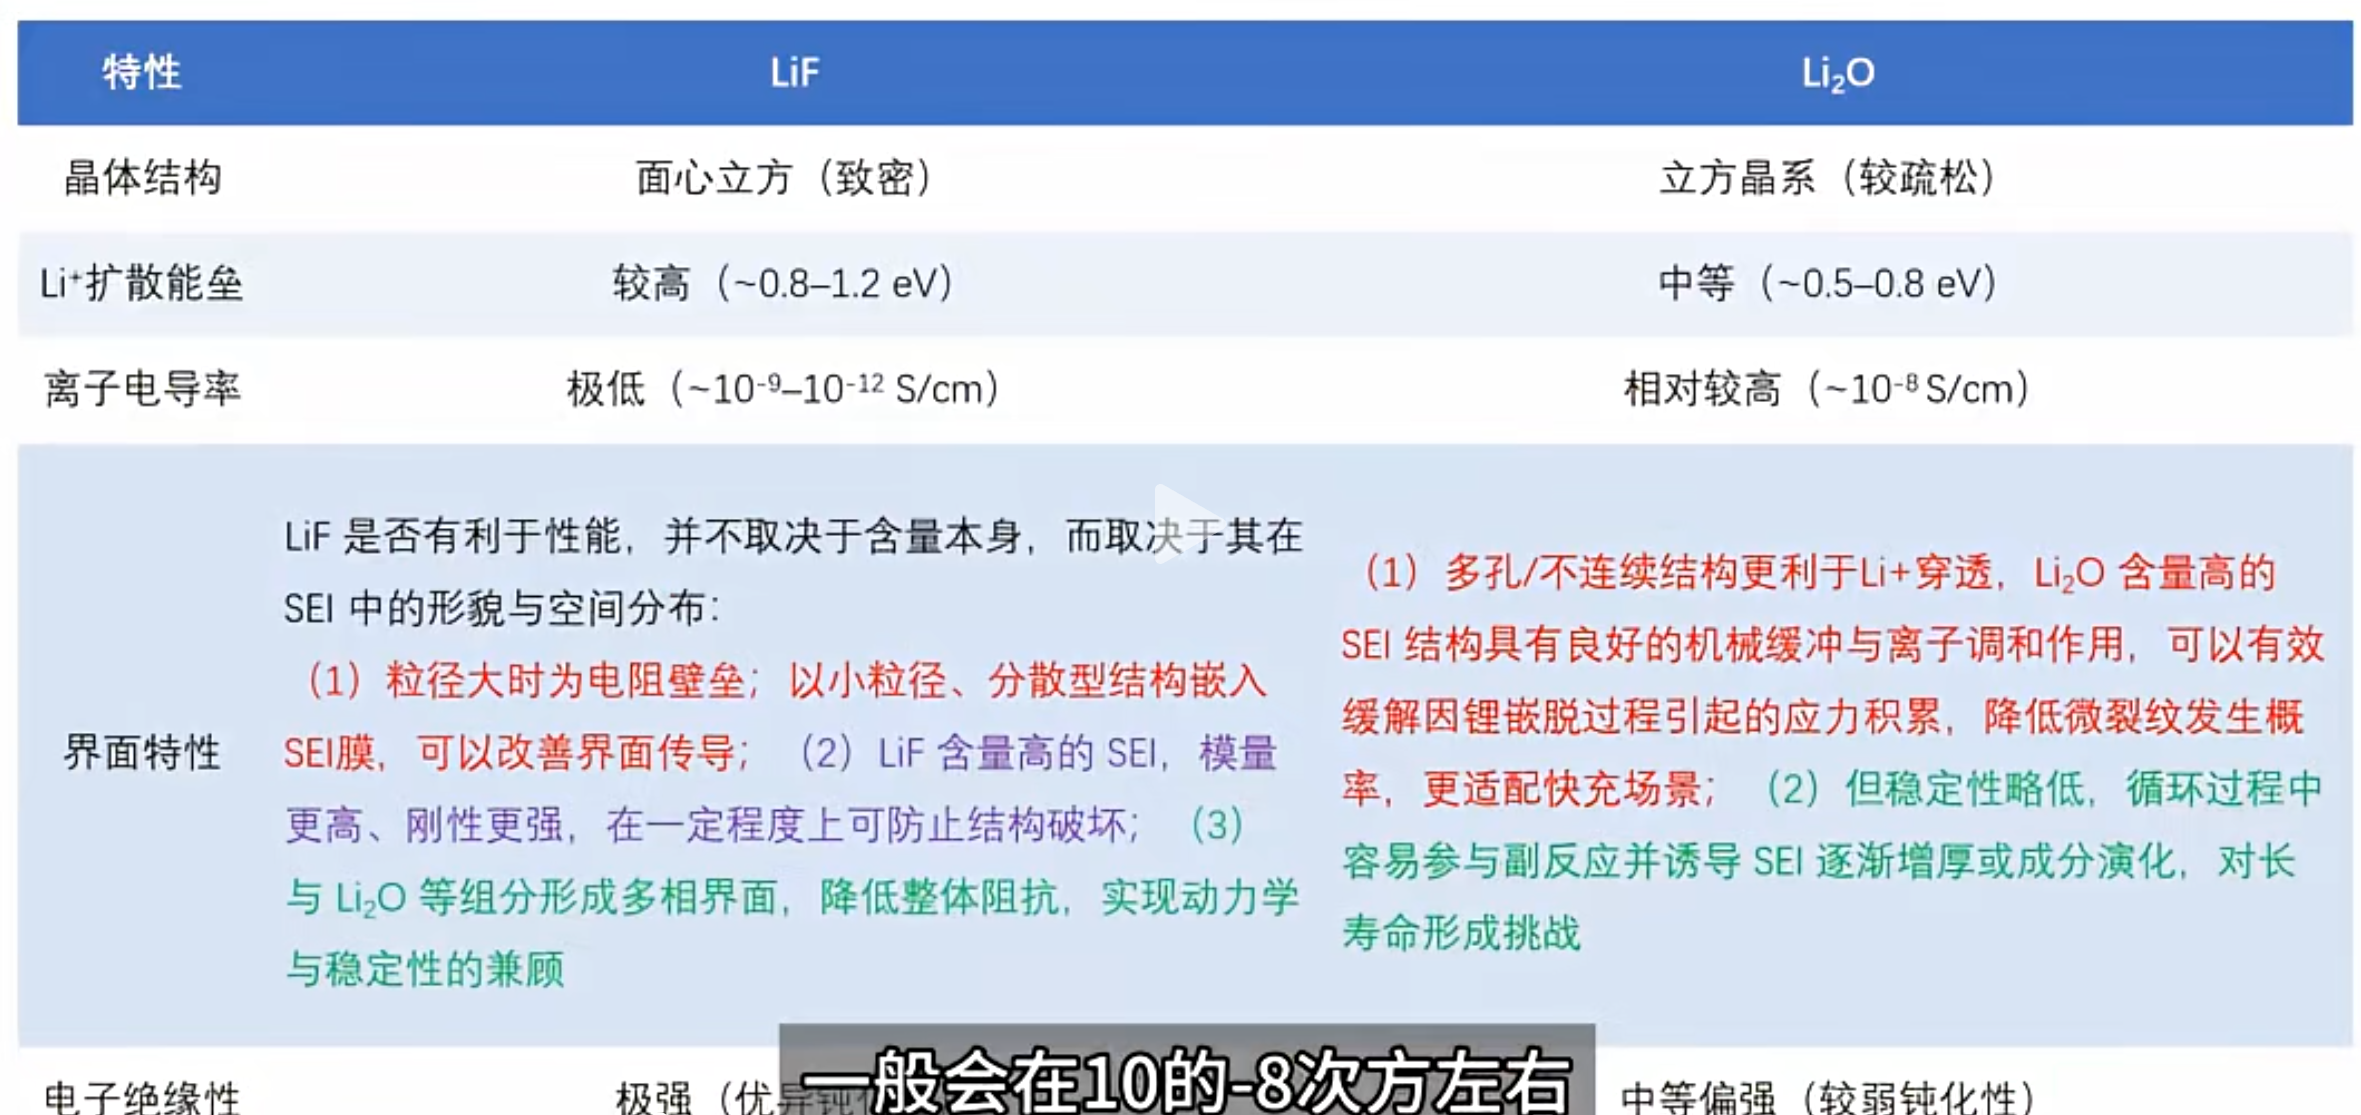 特性 LiF Li₂O
晶体结构 面心立方（致密） 立方晶系（较疏松）
Li⁺扩散能垒 较高（~0.8–1.2 eV） 中等（~0.5–0.8 eV）
离子电导率 极低（~10⁻⁹–10⁻¹² S/cm） 相对较高（~10⁻⁸ S/cm）
界面特性
LiF 是否有利于性能，并不取决于含量本身，而取决于其在
SEI 中的形貌与空间分布：
（1）粒径大时为电阻壁垒；以小粒径、分散型结构嵌入
SEI膜，可以改善界面传导；（2）LiF 含量高的 SEI，模量
更高、刚性更强，在一定程度上可防止结构破坏；（3）
与 Li₂O 等组分形成多相界面，降低整体阻抗，实现动力学
与稳定性的兼顾
（1）多孔/不连续结构更利于Li+穿透，Li₂O 含量高的
SEI 结构具有良好的机械缓冲与离子调和作用，可以有效
缓解因锂嵌脱过程引起的应力积累，降低微裂纹发生概
率，更适配快充场景；（2）但稳定性略低，循环过程中
容易参与副反应并诱导 SEI 逐渐增厚或成分演化，对长
寿命形成挑战
电子绝缘性 极强（优异钝化 中等偏强（较弱钝化性）
一般会在10的-8次方左右